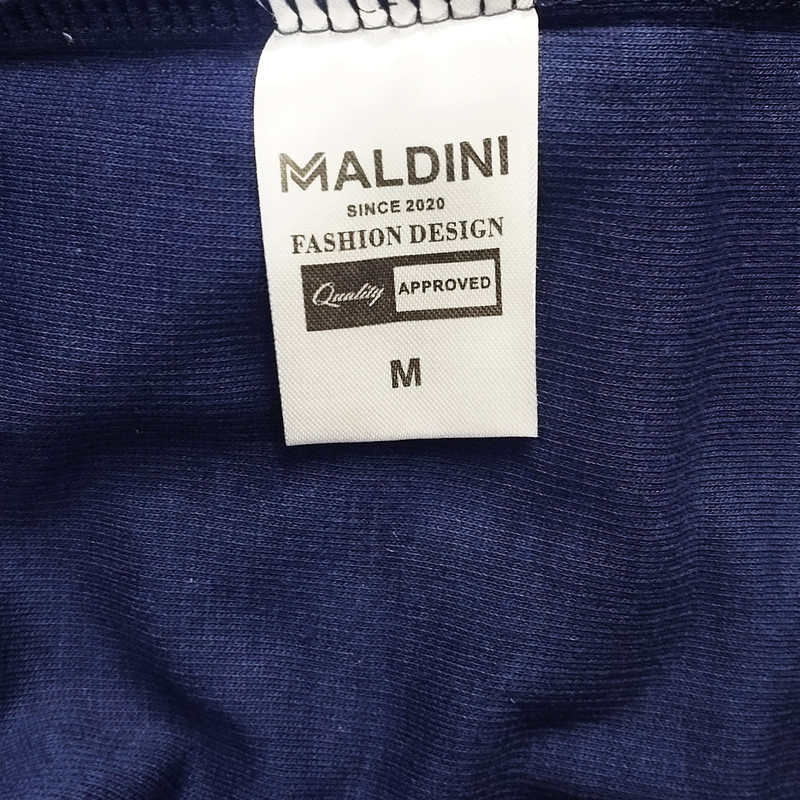 MALDINI
SINCE 2020
FASHION DESIGN
Quality APPROVED
M